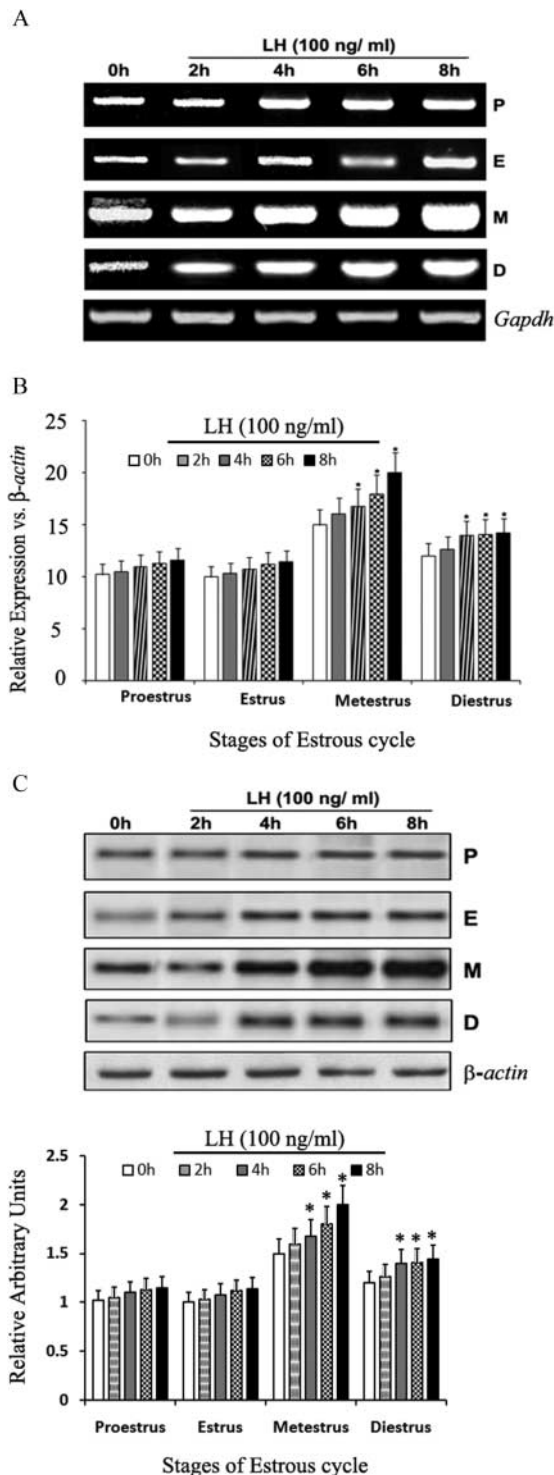 A
LH (100 ng/ ml)
0h 2h 4h 6h 8h
P
E
M
D
Gapdh
B
25
20
15
10
5
0
Relative Expression vs. β-actin
LH (100 ng/ml)
0h 2h 4h 6h 8h
* * *
* * *
Proestrus Estrus Metestrus Diestrus
Stages of Estrous cycle
C
LH (100 ng/ ml)
0h 2h 4h 6h 8h
P
E
M
D
β-actin
2.5
2
1.5
1
0.5
0
Relative Arbitrary Units
LH (100 ng/ml)
0h 2h 4h 6h 8h
* * *
* * *
Proestrus Estrus Metestrus Diestrus
Stages of Estrous cycle